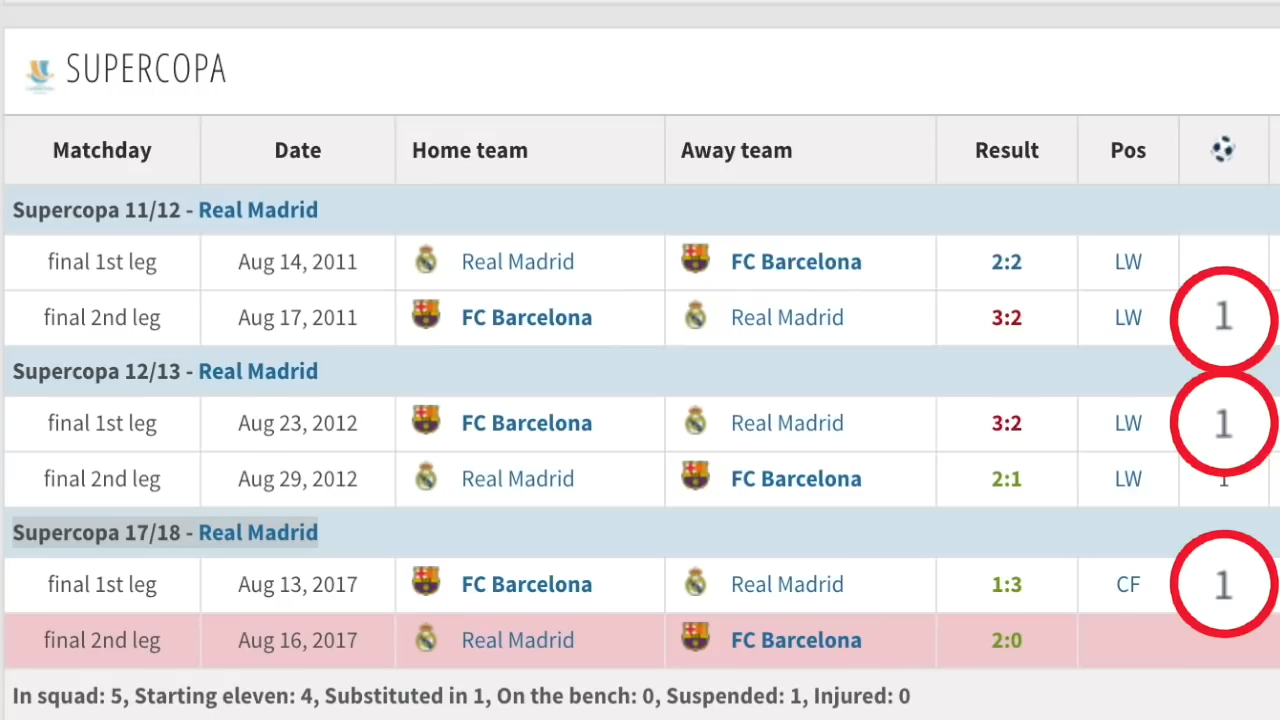 SUPERCOPA
Matchday Date Home team Away team Result Pos
Supercopa 11/12 - Real Madrid
final 1st leg Aug 14, 2011 Real Madrid FC Barcelona 2:2 LW
final 2nd leg Aug 17, 2011 FC Barcelona Real Madrid 3:2 LW 1
Supercopa 12/13 - Real Madrid
final 1st leg Aug 23, 2012 FC Barcelona Real Madrid 3:2 LW 1
final 2nd leg Aug 29, 2012 Real Madrid FC Barcelona 2:1 LW 1
Supercopa 17/18 - Real Madrid
final 1st leg Aug 13, 2017 FC Barcelona Real Madrid 1:3 CF 1
final 2nd leg Aug 16, 2017 Real Madrid FC Barcelona 2:0
In squad: 5, Starting eleven: 4, Substituted in 1, On the bench: 0, Suspended: 1, Injured: 0